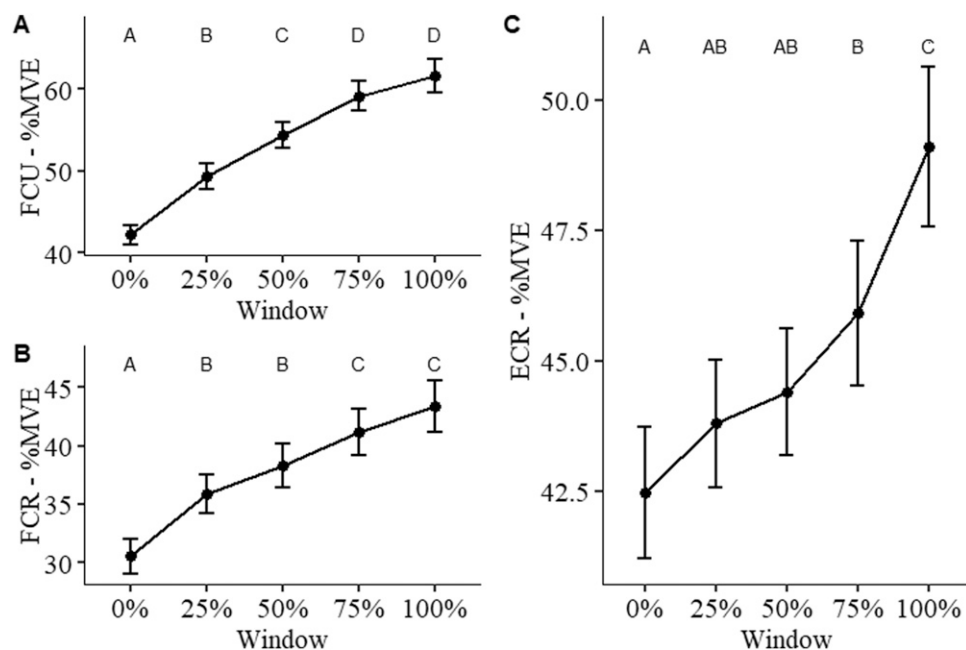 A
A B C D D
FCU - %MVE
60
50
40
0% 25% 50% 75% 100%
Window
B
A B B C C
FCR - %MVE
45
40
35
30
0% 25% 50% 75% 100%
Window
C
A AB AB B C
ECR - %MVE
50.0
47.5
45.0
42.5
0% 25% 50% 75% 100%
Window